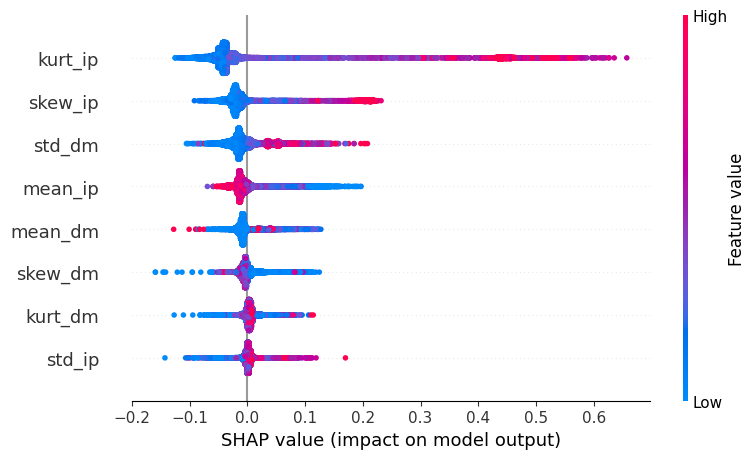 High
kurt_ip
skew_ip
std_dm
mean_ip
mean_dm
skew_dm
kurt_dm
std_ip
Feature value
Low
−0.2 −0.1 0.0 0.1 0.2 0.3 0.4 0.5 0.6
SHAP value (impact on model output)